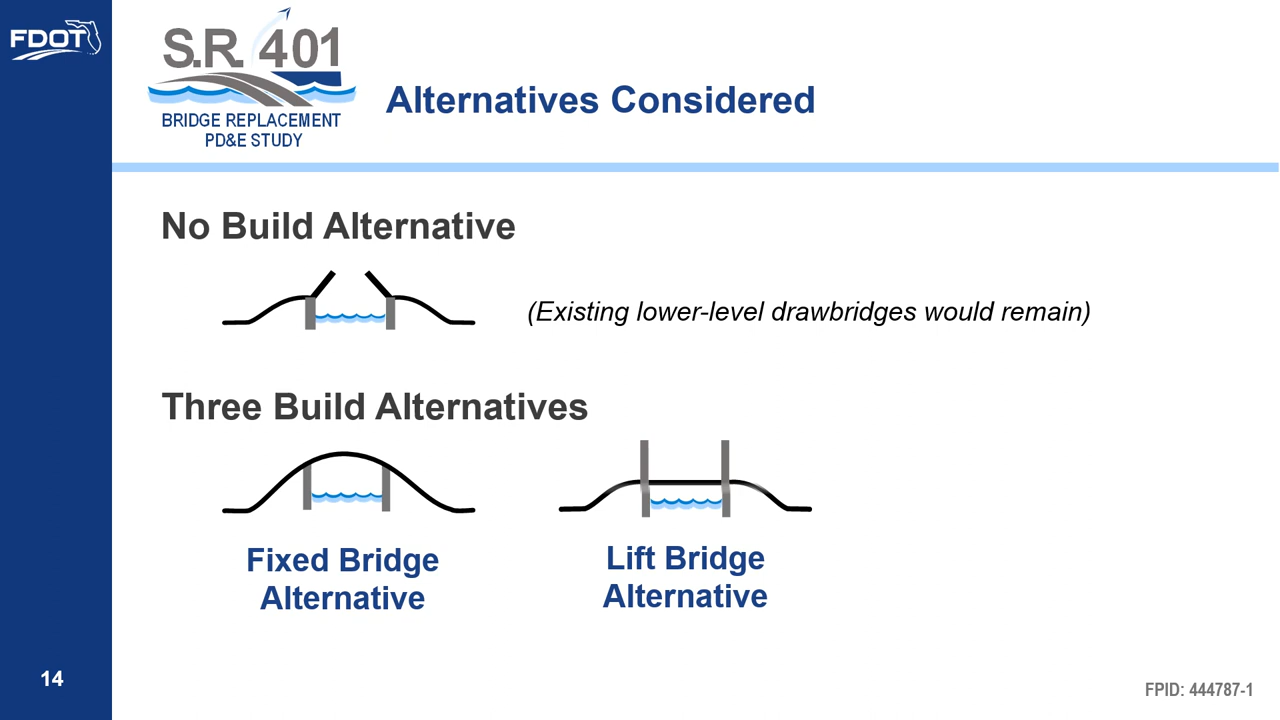 FDOT
S.R. 401
BRIDGE REPLACEMENT
PD&E STUDY
Alternatives Considered
No Build Alternative
(Existing lower-level drawbridges would remain)
Three Build Alternatives
Fixed Bridge
Alternative
Lift Bridge
Alternative
14
FPID: 444787-1